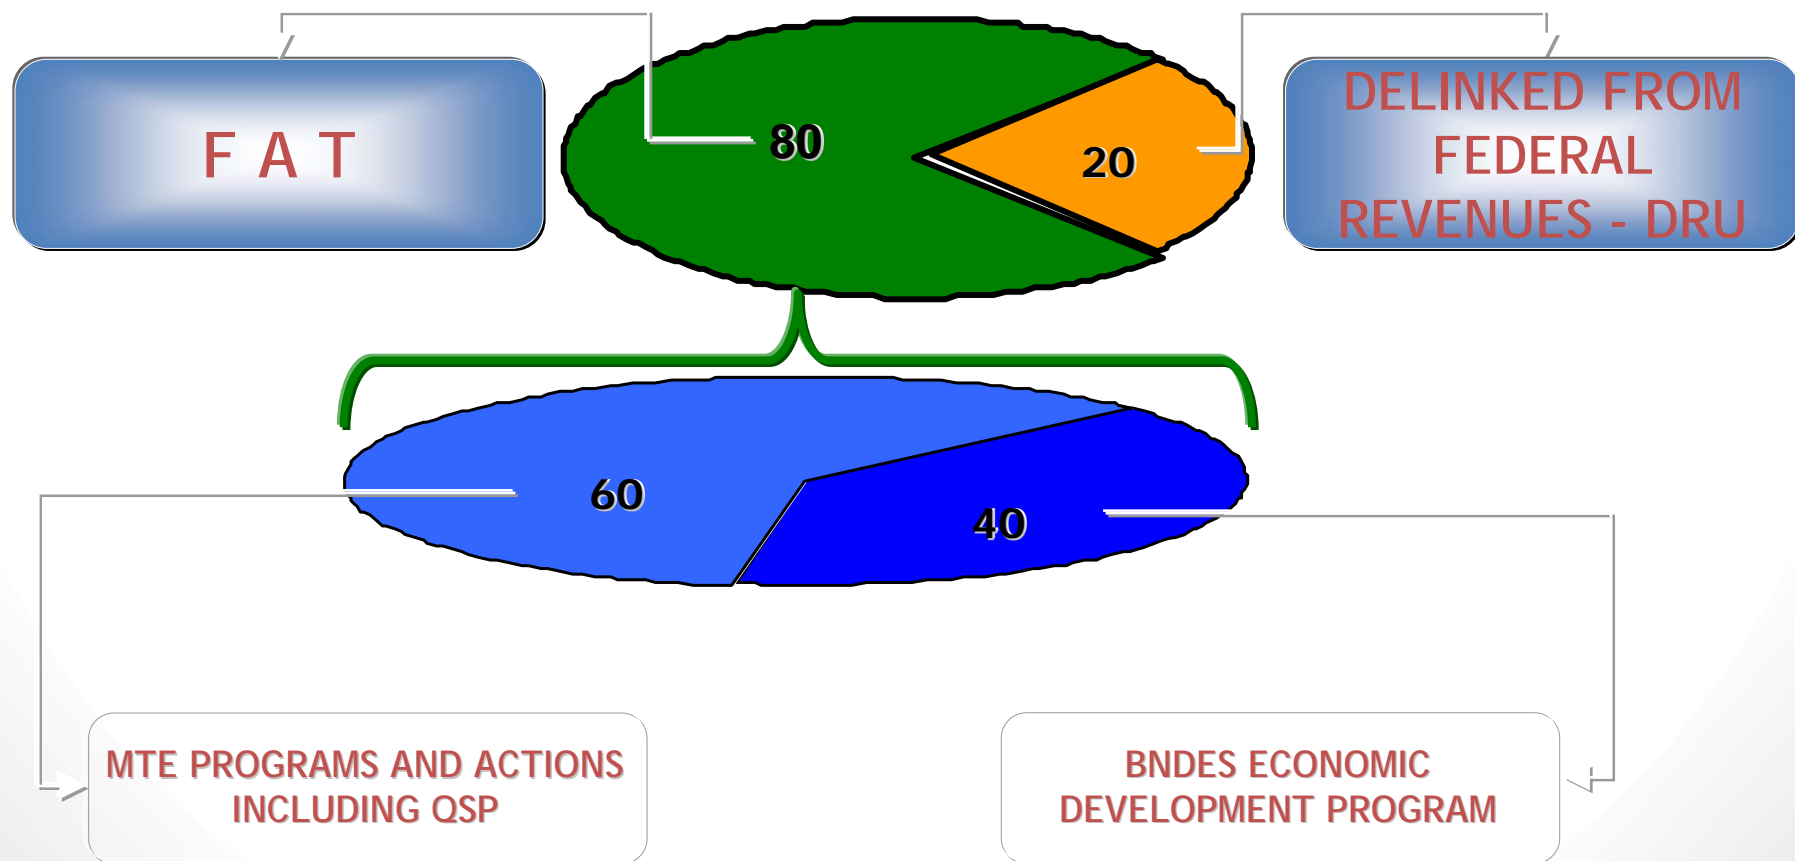 F A T
80
20
DELINKED FROM
FEDERAL
REVENUES - DRU
60
40
MTE PROGRAMS AND ACTIONS
INCLUDING QSP
BNDES ECONOMIC
DEVELOPMENT PROGRAM